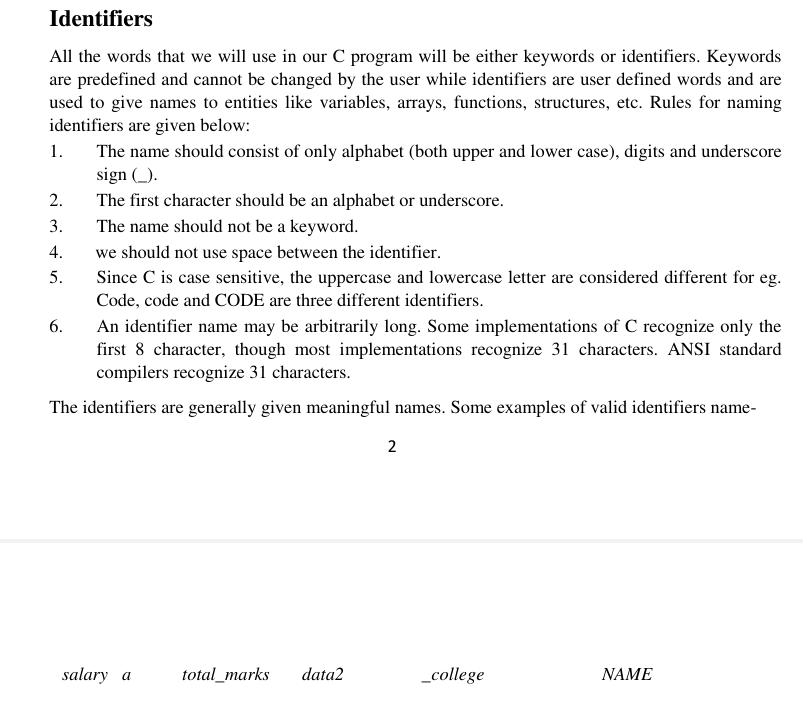 Identifiers
All the words that we will use in our C program will be either keywords or identifiers. Keywords
are predefined and cannot be changed by the user while identifiers are user defined words and are
used to give names to entities like variables, arrays, functions, structures, etc. Rules for naming
identifiers are given below:
1. The name should consist of only alphabet (both upper and lower case), digits and underscore
sign (_).
2. The first character should be an alphabet or underscore.
3. The name should not be a keyword.
4. we should not use space between the identifier.
5. Since C is case sensitive, the uppercase and lowercase letter are considered different for eg.
Code, code and CODE are three different identifiers.
6. An identifier name may be arbitrarily long. Some implementations of C recognize only the
first 8 character, though most implementations recognize 31 characters. ANSI standard
compilers recognize 31 characters.
The identifiers are generally given meaningful names. Some examples of valid identifiers name-
2
salary a total_marks data2 _college NAME